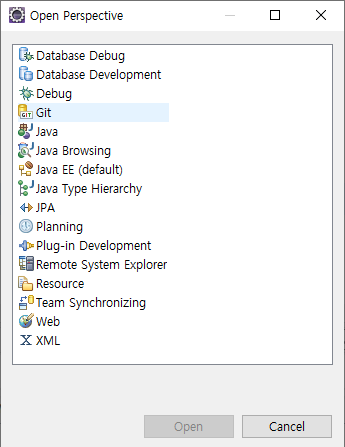 Open Perspective
Database Debug
Database Development
Debug
GIT Git
Java
Java Browsing
Java EE (default)
Java Type Hierarchy
JPA
Planning
Plug-in Development
Remote System Explorer
Resource
Team Synchronizing
Web
XML
Open
Cancel